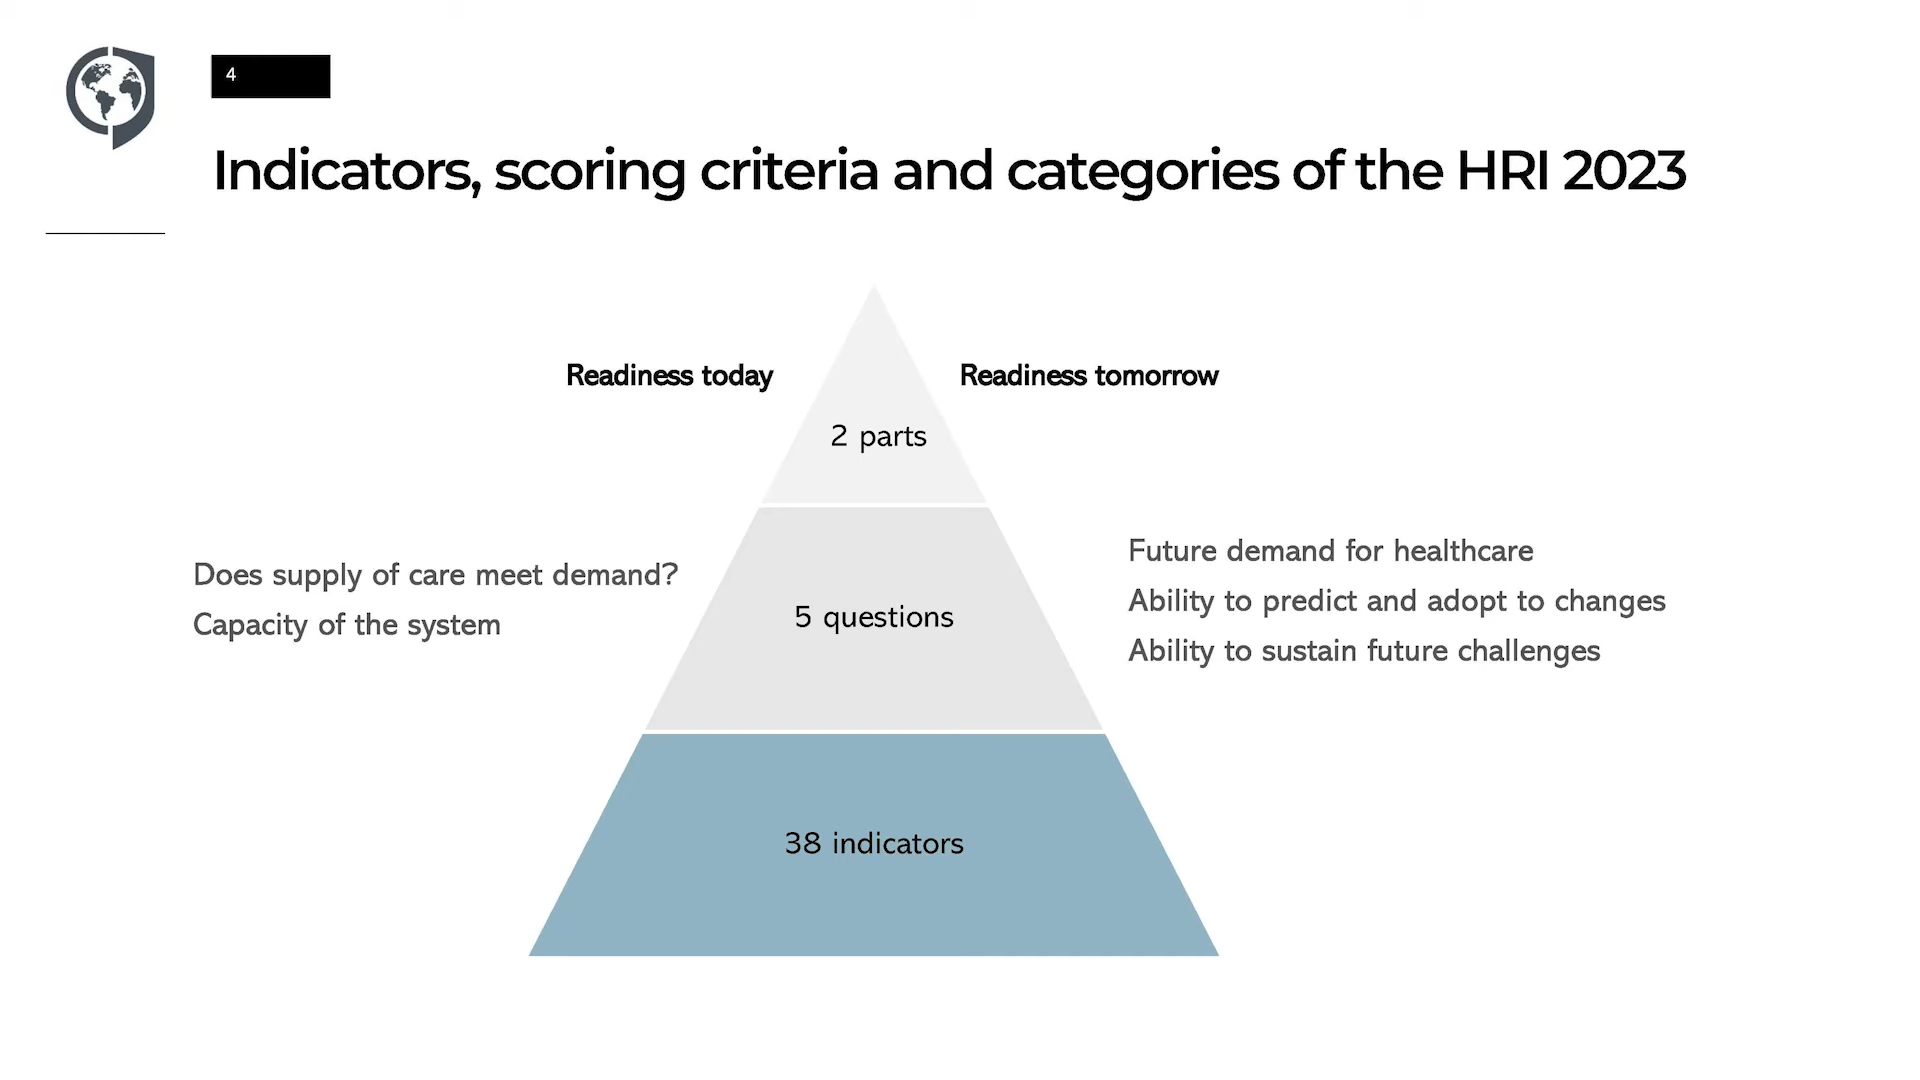 4
Indicators, scoring criteria and categories of the HRI 2023
Readiness today
Readiness tomorrow
2 parts
Does supply of care meet demand?
Capacity of the system
5 questions
Future demand for healthcare
Ability to predict and adopt to changes
Ability to sustain future challenges
38 indicators